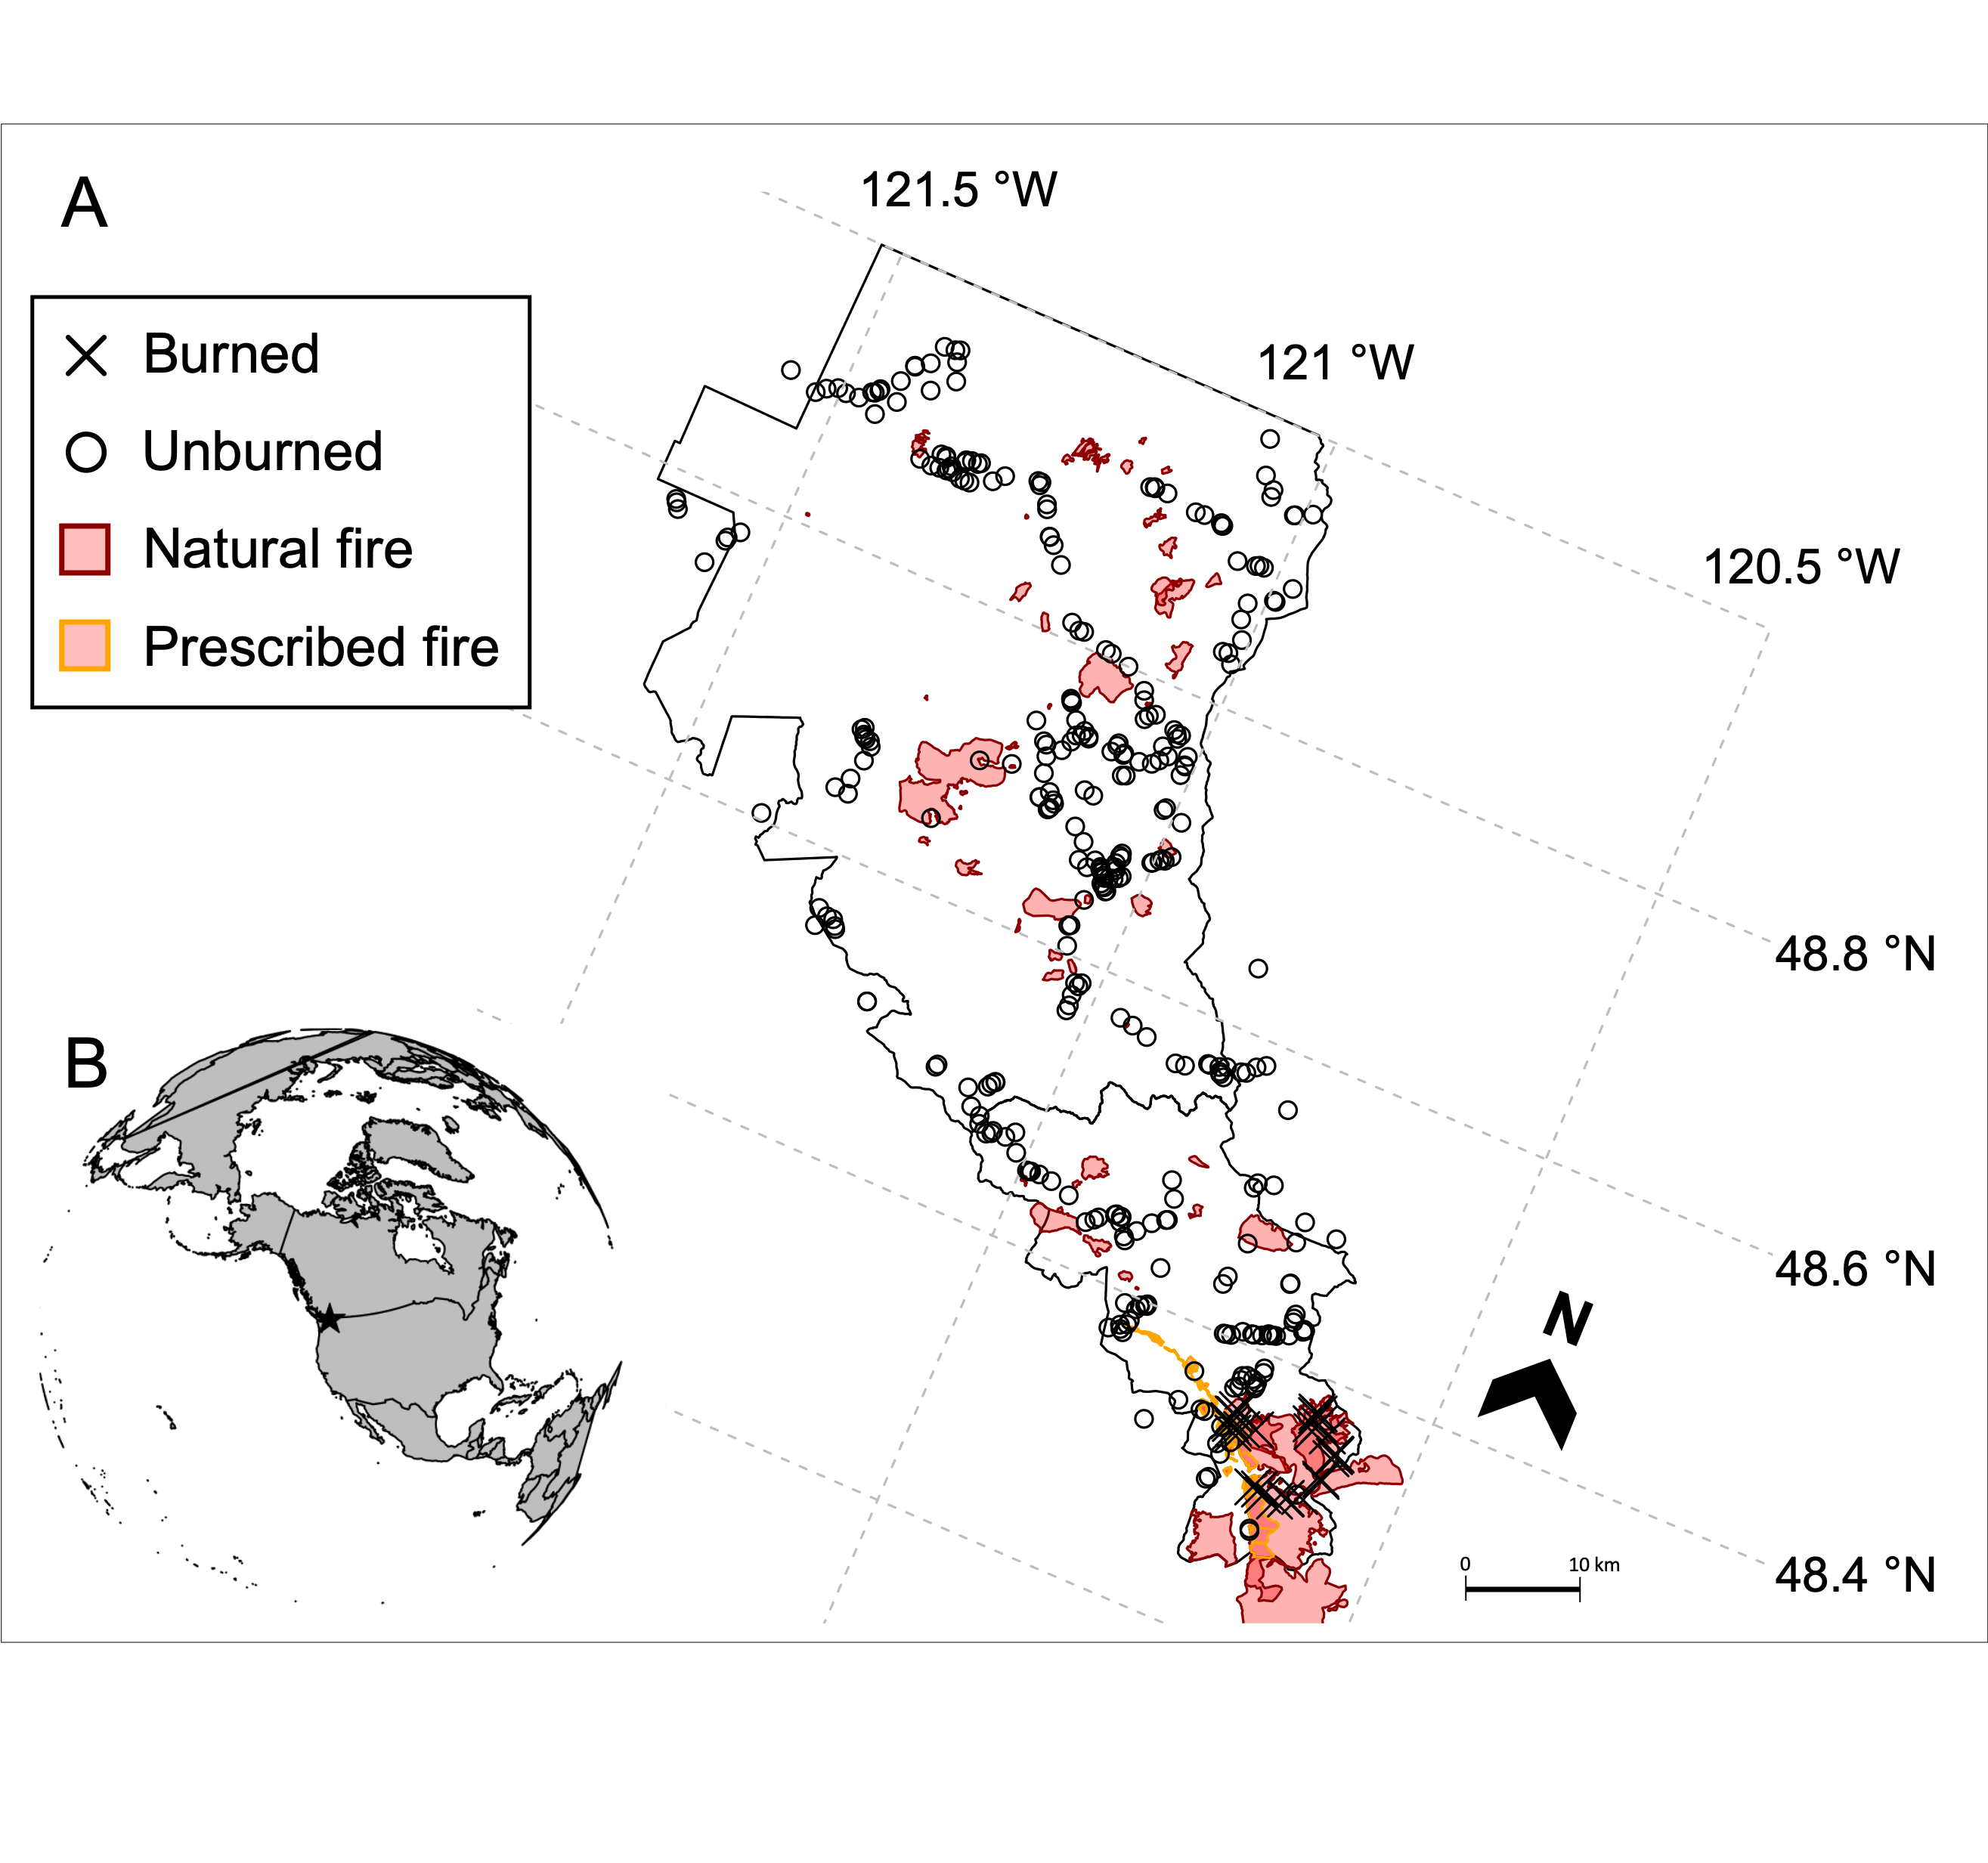 A
121.5 °W
121 °W
120.5 °W
Burned
Unburned
Natural fire
Prescribed fire
48.8 °N
B
48.6 °N
N
48.4 °N
0 10 km